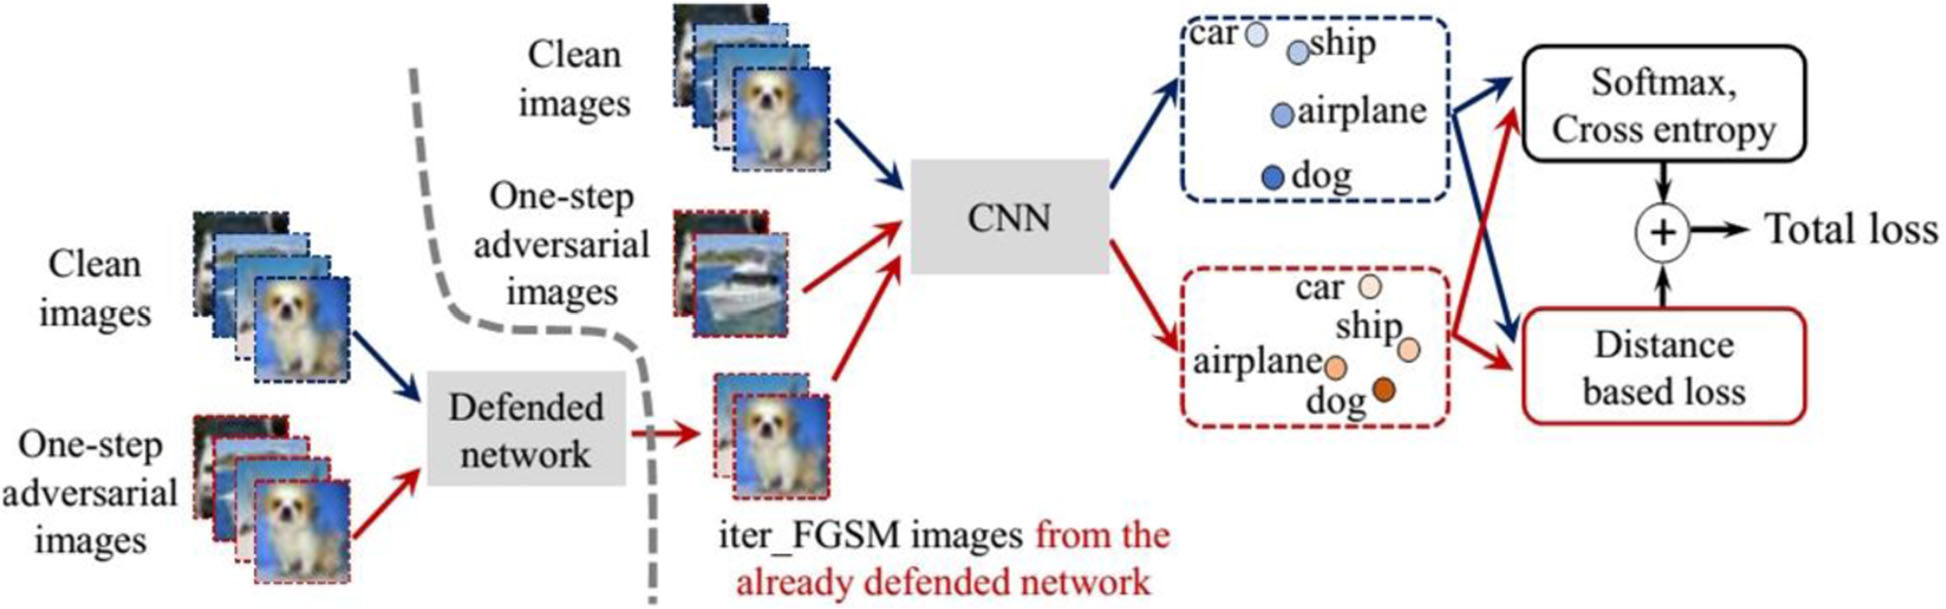 Clean
images
One-step
adversarial
images
Defended
network
Clean
images
One-step
adversarial
images
iter_FGSM images from the
already defended network
CNN
car
ship
airplane
dog
car
ship
airplane
dog
Softmax,
Cross entropy
+
Total loss
Distance
based loss